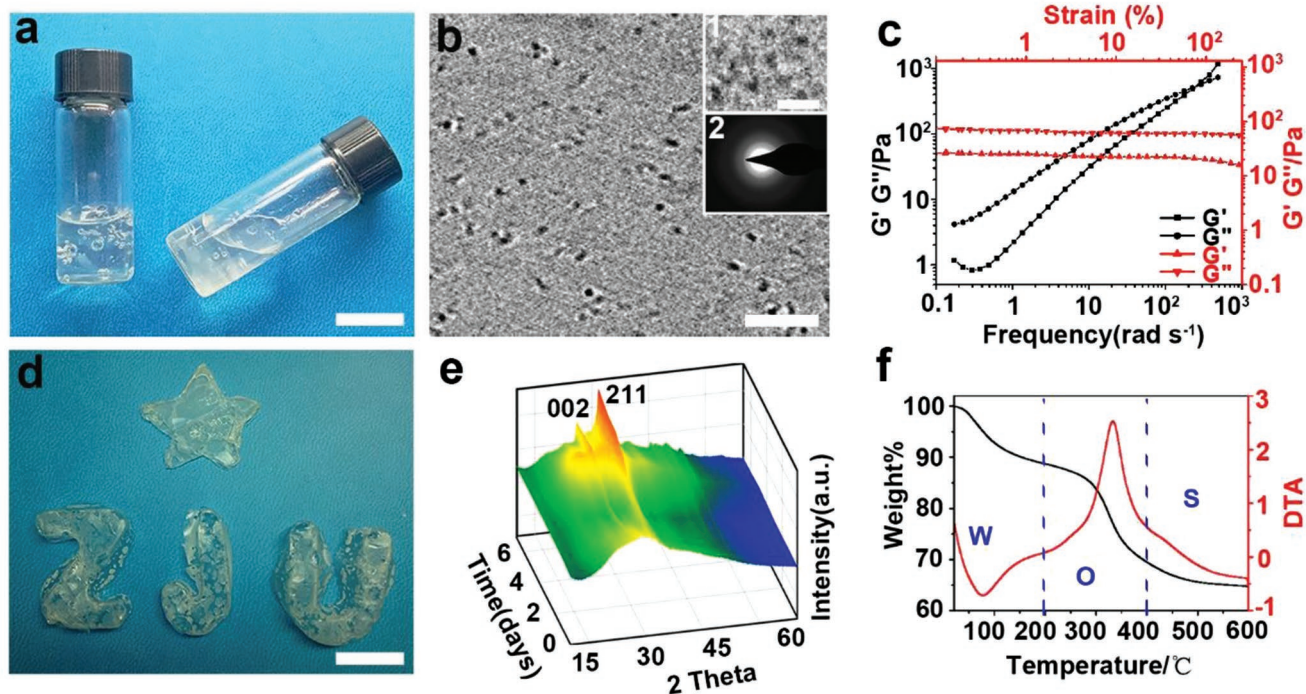 a
b
1
2
c
Strain (%)
1
10
10²
10³
10²
10
1
G' G''/Pa
G'
G''
G'
G''
10³
10²
10
1
0.1
G' G''/Pa
0.1
1
10
10²
10³
Frequency(rad s⁻¹)
d
Z J U
e
002
211
Intensity(a.u.)
6
4
2
0
Time(days)
15
30
45
60
2 Theta
f
100
90
80
70
60
Weight%
W
O
S
3
2
1
0
-1
DTA
100 200 300 400 500 600
Temperature/℃